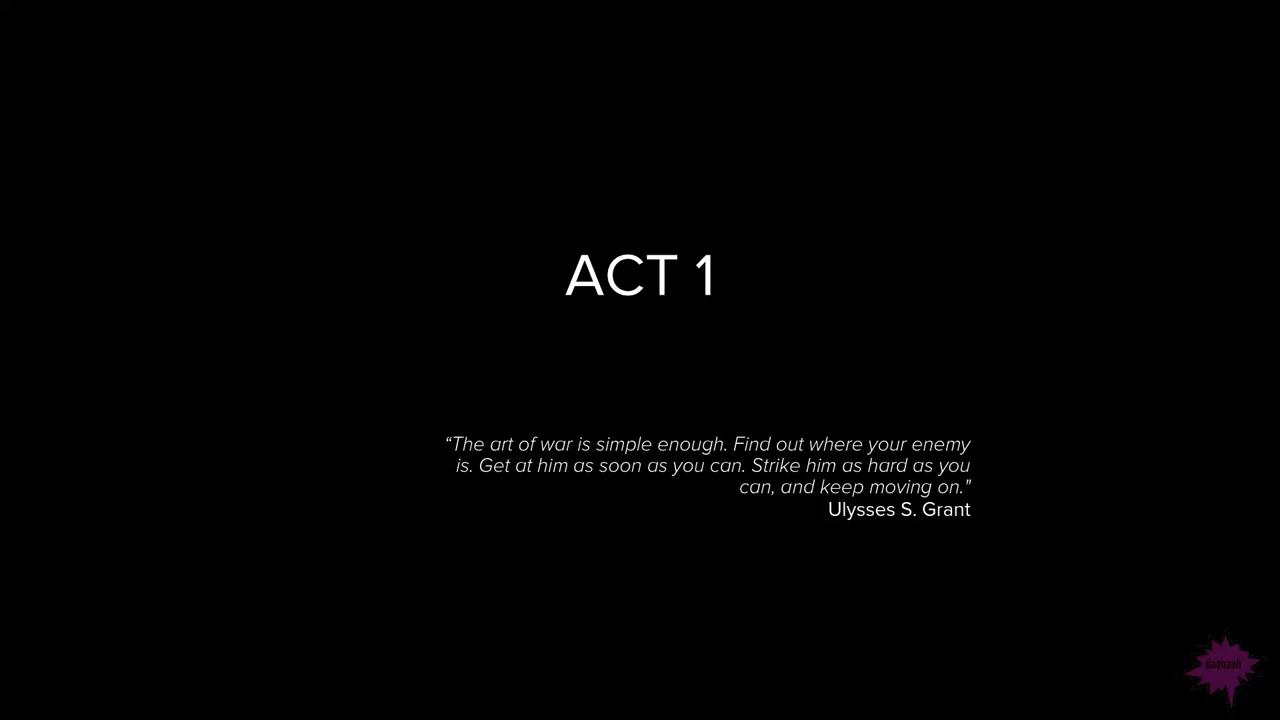 ACT 1
“The art of war is simple enough. Find out where your enemy
is. Get at him as soon as you can. Strike him as hard as you
can, and keep moving on."
Ulysses S. Grant